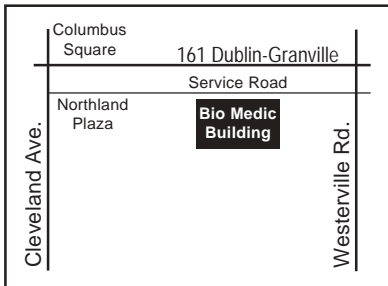 Columbus
Square
161 Dublin-Granville
Service Road
Northland
Plaza
Bio Medic
Building
Cleveland Ave.
Westerville Rd.